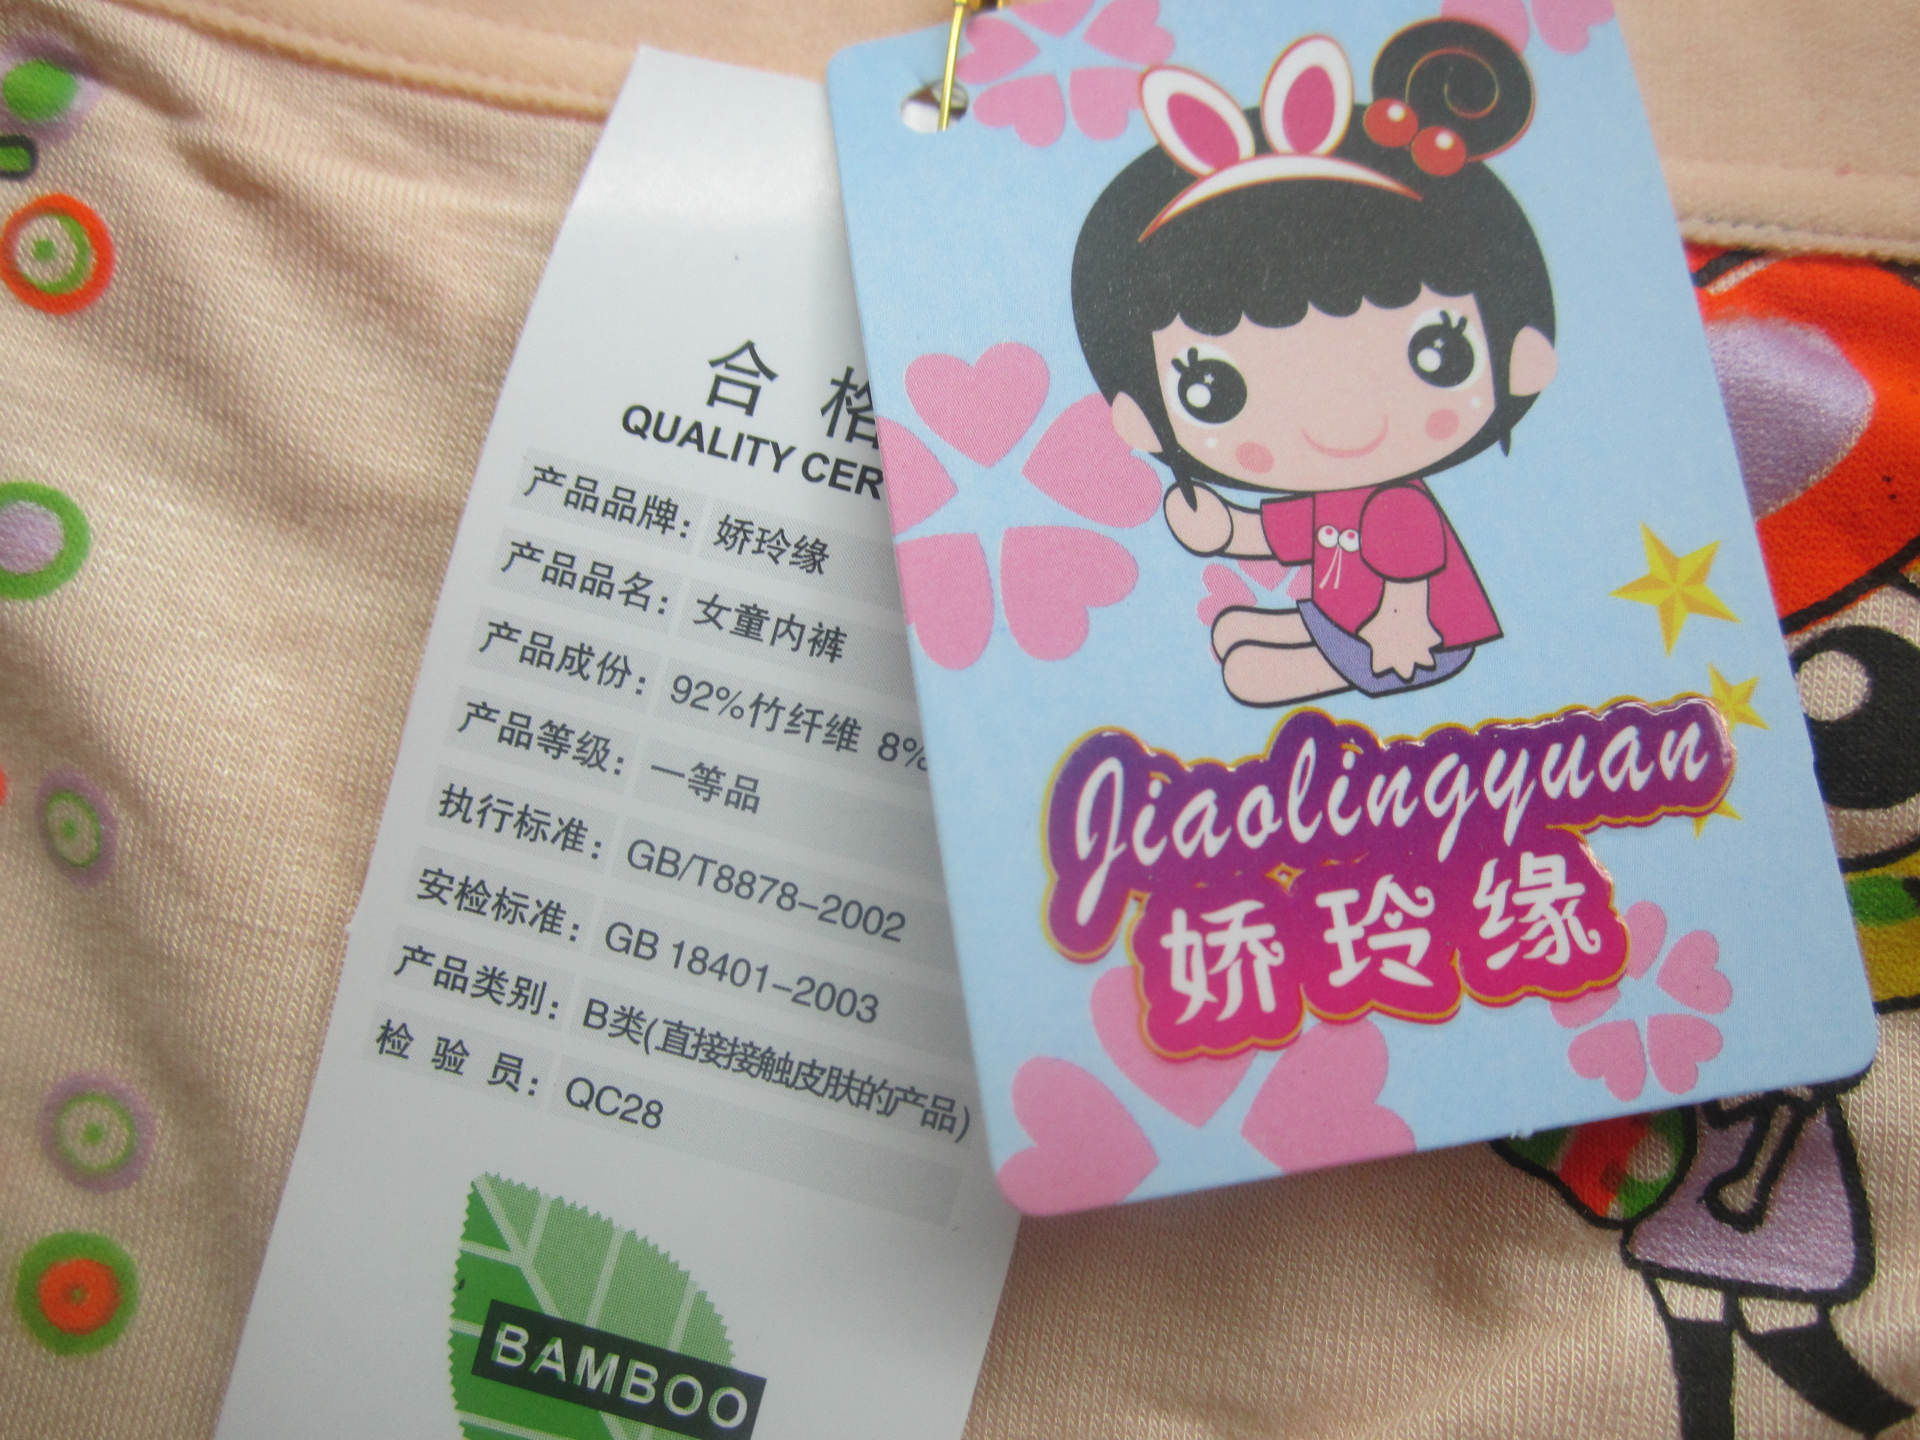 合 格
QUALITY CER
产品品牌： 娇玲缘
产品品名： 女童内裤
产品成份： 92%竹纤维 8%
产品等级： 一等品
执行标准： GB/T8878-2002
安检标准： GB 18401-2003
产品类别： B类(直接接触皮肤的产品)
检 验 员： QC28
BAMBOO
Jiaolingyuan
娇玲缘